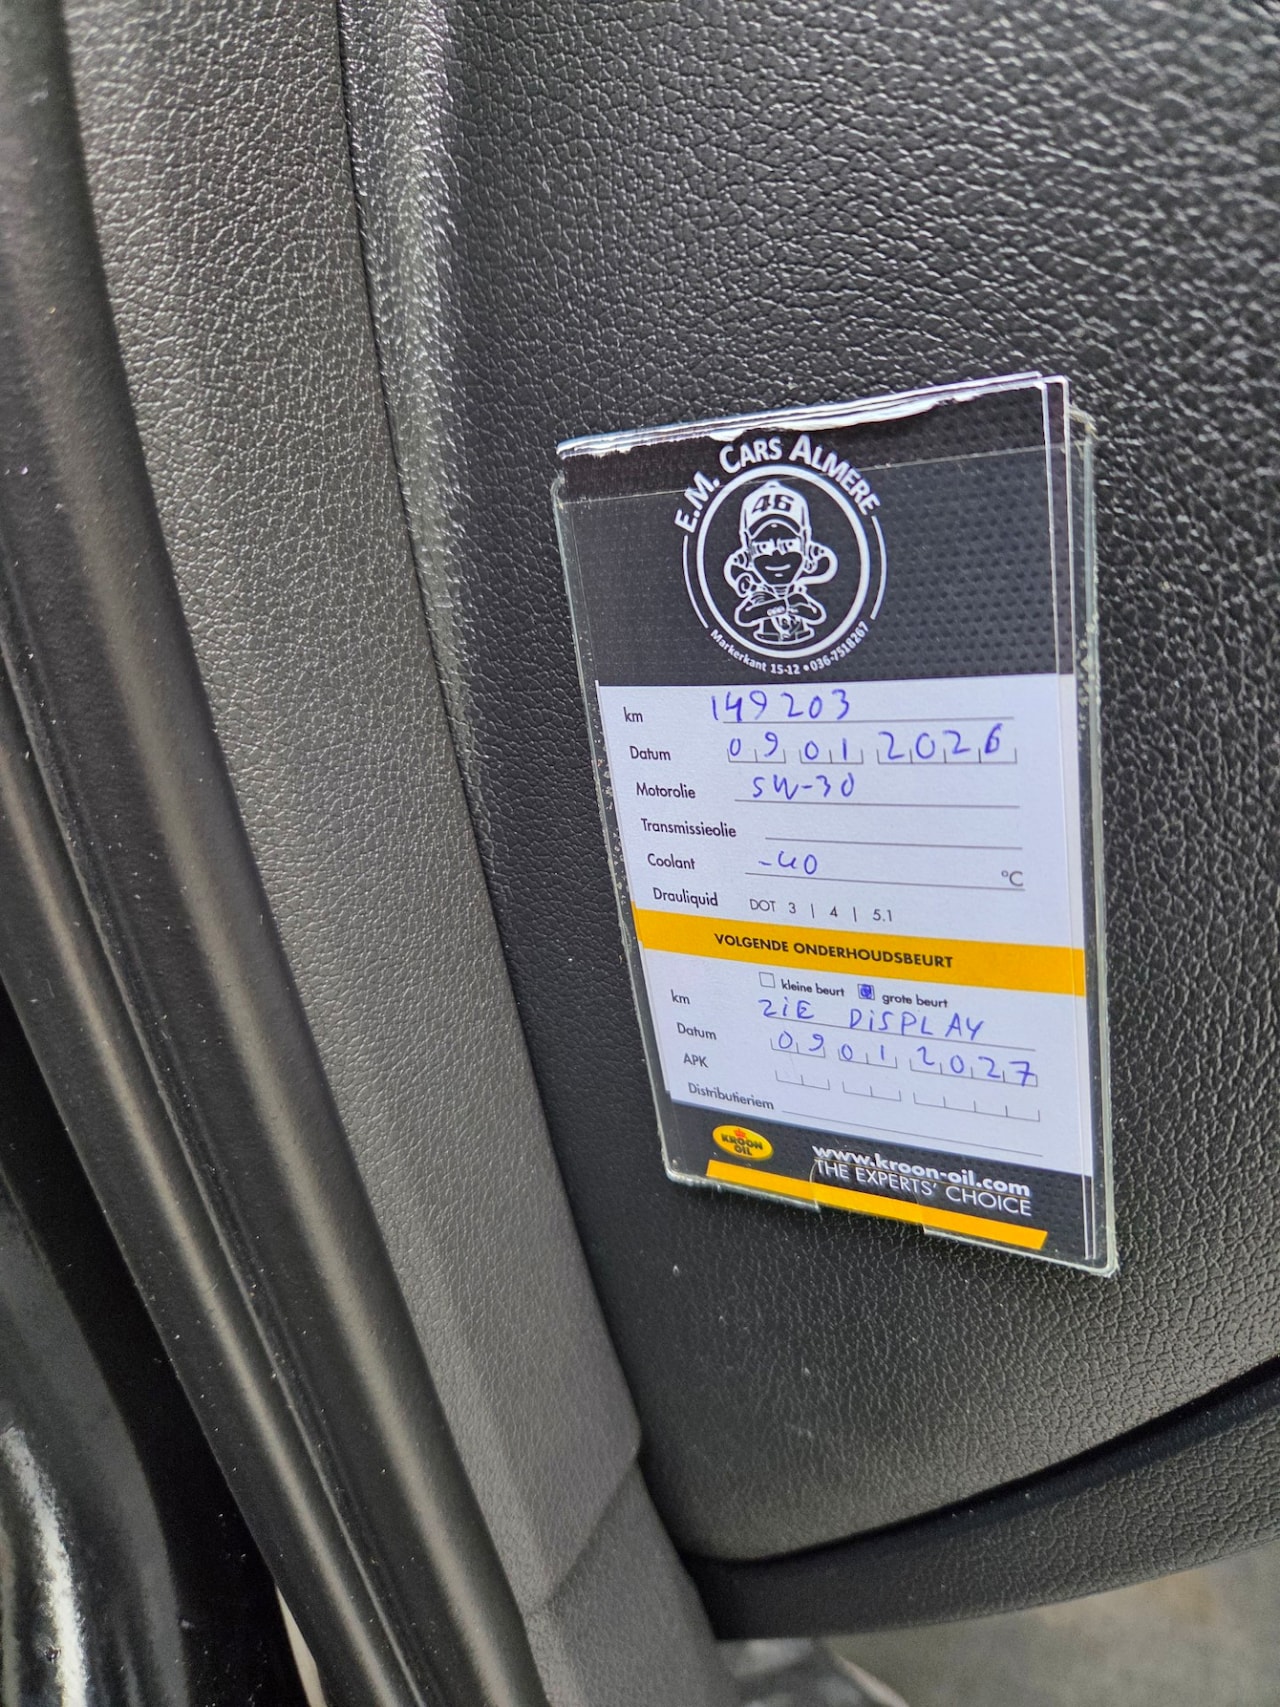 E.M. CARS ALMERE
46
Markerkant 15-12 • 036-7518267
km 149203
Datum 09 01 2026
Motorolie 5W-30
Transmissieolie
Coolant -40 °C
Drauliquid DOT 3 | 4 | 5.1
VOLGENDE ONDERHOUDSBEURT
kleine beurt grote beurt
km ZIE DISPLAY
Datum 09 01 2027
APK
Distributieriem
KROON OIL
www.kroon-oil.com
THE EXPERTS' CHOICE